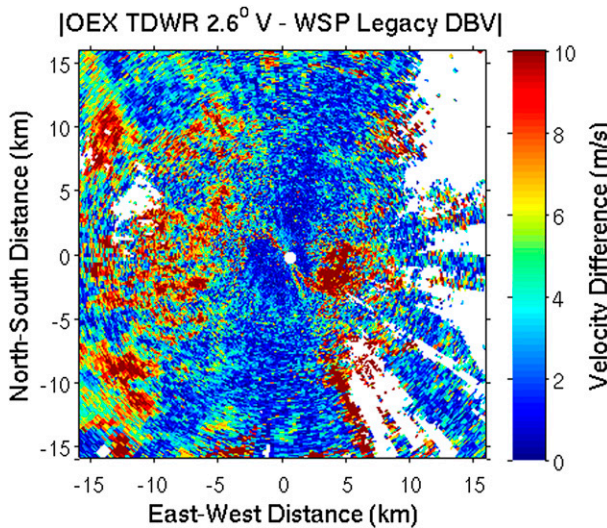 |OEX TDWR 2.6° V - WSP Legacy DBV|
North-South Distance (km)
15
10
5
0
-5
-10
-15
-15 -10 -5 0 5 10 15
East-West Distance (km)
10
8
6
4
2
0
Velocity Difference (m/s)